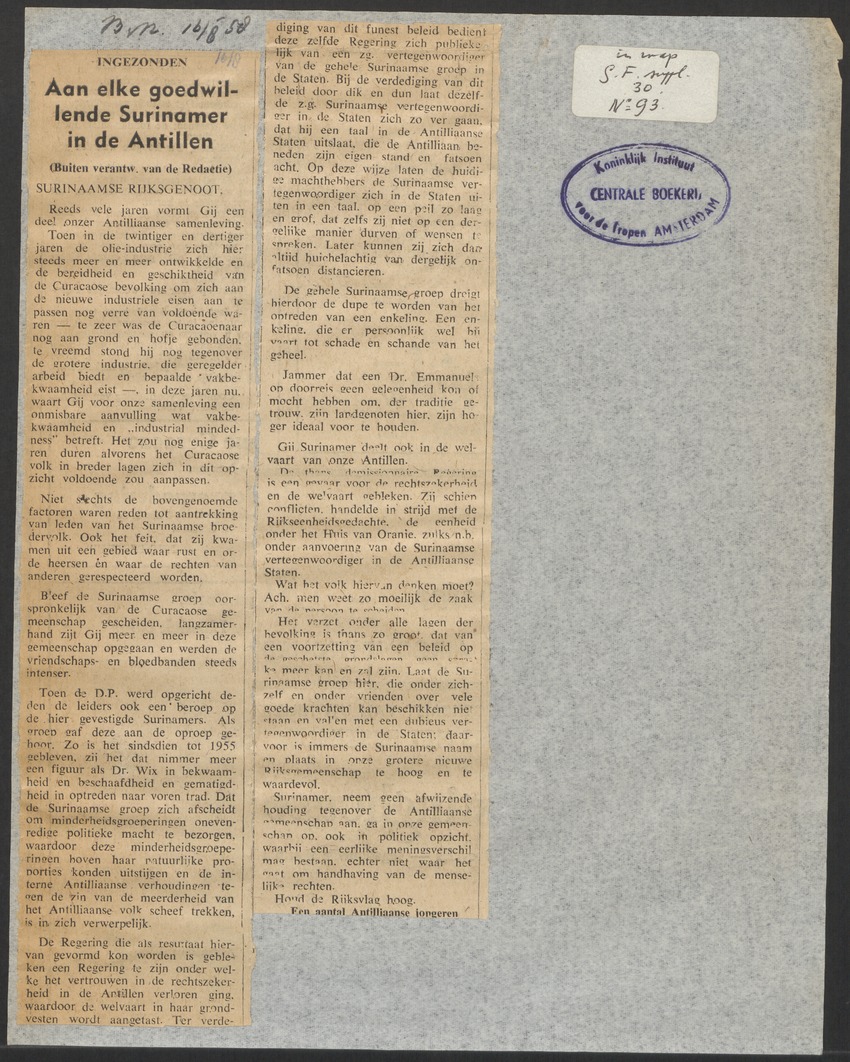 B.n. 16/8 58
16/8
INGEZONDEN
Aan elke goedwil-
lende Surinamer
in de Antillen
(Buiten verantw. van de Redactie)
SURINAAMSE RIJKSGENOOT,
Reeds vele jaren vormt Gij een
deel onzer Antilliaanse samenleving.
Toen in de twintiger en dertiger
jaren de olie-industrie zich hier
steeds meer en meer ontwikkelde en
de bereidheid en geschiktheid van
de Curacaose bevolking om zich aan
de nieuwe industriele eisen aan te
passen nog verre van voldoende wa-
ren — te zeer was de Curacaoenaar
nog aan grond en hofje gebonden,
te vreemd stond hij nog tegenover
de grotere industrie, die geregelder
arbeid biedt en bepaalde vakbe-
kwaamheid eist —, in deze jaren nu,
waart Gij voor onze samenleving een
onmisbare aanvulling wat vakbe-
kwaamheid en „industrial minded-
ness” betreft. Het zou nog enige ja-
ren duren alvorens het Curacaose
volk in breder lagen zich in dit op-
zicht voldoende zou aanpassen.
Niet slechts de bovengenoemde
factoren waren reden tot aantrekking
van leden van het Surinaamse broe-
dervolk. Ook het feit, dat zij kwa-
men uit een gebied waar rust en or-
de heersen èn waar de rechten van
anderen gerespecteerd worden.
Bleef de Surinaamse groep oor-
spronkelijk van de Curacaose ge-
meenschap gescheiden, langzamer-
hand zijt Gij meer en meer in deze
gemeenschap opgegaan en werden de
vriendschaps- en bloedbanden steeds
intenser.
Toen de D.P. werd opgericht de-
den de leiders ook een beroep op
de hier gevestigde Surinamers. Als
groep gaf deze aan de oproep ge-
hoor. Zo is het sindsdien tot 1955
gebleven, zij het dat nimmer meer
een figuur als Dr. Wix in bekwaam-
heid en beschaafdheid en gematigd-
heid in optreden naar voren trad. Dat
de Surinaamse groep zich afscheidt
om minderheidsgroeperingen oneven-
redige politieke macht te bezorgen,
waardoor deze minderheidsgroepe-
ringen boven haar natuurlijke pro-
porties konden uitstijgen en de in-
terne Antilliaanse verhoudingen te-
gen de zin van de meerderheid van
het Antilliaanse volk scheef trekken,
is in zich verwerpelijk.
De Regering die als resultaat hier-
van gevormd kon worden is geble-
ken een Regering te zijn onder wel-
ke het vertrouwen in de rechtszeker-
heid in de Antillen verloren ging,
waardoor de welvaart in haar grond-
vesten wordt aangetast. Ter verde-
diging van dit funest beleid bedient
deze zelfde Regering zich publieke
lijk van een zg. vertegenwoordiger
van de gehele Surinaamse groep in
de Staten. Bij de verdediging van dit
beleid door dik en dun laat dezelf-
de z.g. Surinaamse vertegenwoordi-
ger in de Staten zich zo ver gaan,
dat hij een taal in de Antilliaanse
Staten uitslaat, die de Antilliaan be-
neden zijn eigen stand en fatsoen
acht. Op deze wijze laten de huidi-
ge machthebbers de Surinaamse ver-
tegenwoordiger zich in de Staten ui-
ten in een taal, op een peil zo laag
en grof, dat zelfs zij niet op een der-
gelijke manier durven of wensen te
spreken. Later kunnen zij zich dan
altijd huichelachtig van dergelijk on-
fatsoen distancieren.
De gehele Surinaamse groep dreigt
hierdoor de dupe te worden van het
ontreden van een enkeling. Een en-
keling, die er persoonlijk wel bij
vaart tot schade en schande van het
geheel.
Jammer dat een Dr. Emmanuel
op doorreis geen gelegenheid kon of
mocht hebben om, der traditie ge-
trouw, zijn landgenoten hier, zijn ho-
ger ideaal voor te houden.
Gij Surinamer deelt ook in de wel-
vaart van onze Antillen.
De thans demissionnaire Regering
is een gevaar voor de rechtszekerheid
en de welvaart gebleken. Zij schiep
conflicten, handelde in strijd met de
Rijkseenheidsgedachte, de eenheid
onder het Huis van Oranje, zulks n.b.
onder aanvoering van de Surinaamse
vertegenwoordiger in de Antilliaanse
Staten.
Wat het volk hiervan denken moet?
Ach, men weet zo moeilijk de zaak
van de persoon te scheiden
Het verzet onder alle lagen der
bevolking is thans zo groot, dat van
een voortzetting van een beleid op
de geschetste grondslagen geen
ke meer kan en zal zijn. Laat de Su-
rinaamse groep hier, die onder zich-
zelf en onder vrienden over vele
goede krachten kan beschikken niet
staan en vallen met een dubieus ver-
tegenwoordiger in de Staten; daar-
voor is immers de Surinaamse naam
en plaats in onze grotere nieuwe
Rijksgemeenschap te hoog en te
waardevol.
Surinamer, neem geen afwijzende
houding tegenover de Antilliaanse
gemeenschap aan, ga in onze gemeen-
schap op, ook in politiek opzicht,
waarbij een eerlijke meningsverschil
mag bestaan, echter niet waar het
gaat om handhaving van de mense-
lijke rechten.
Houd de Rijksvlag hoog.
Een aantal Antilliaanse jongeren
in map
S.F. suppl.
30.
No 93.
Koninklijk Instituut
CENTRALE BOEKERIJ
voor de Tropen AMSTERDAM